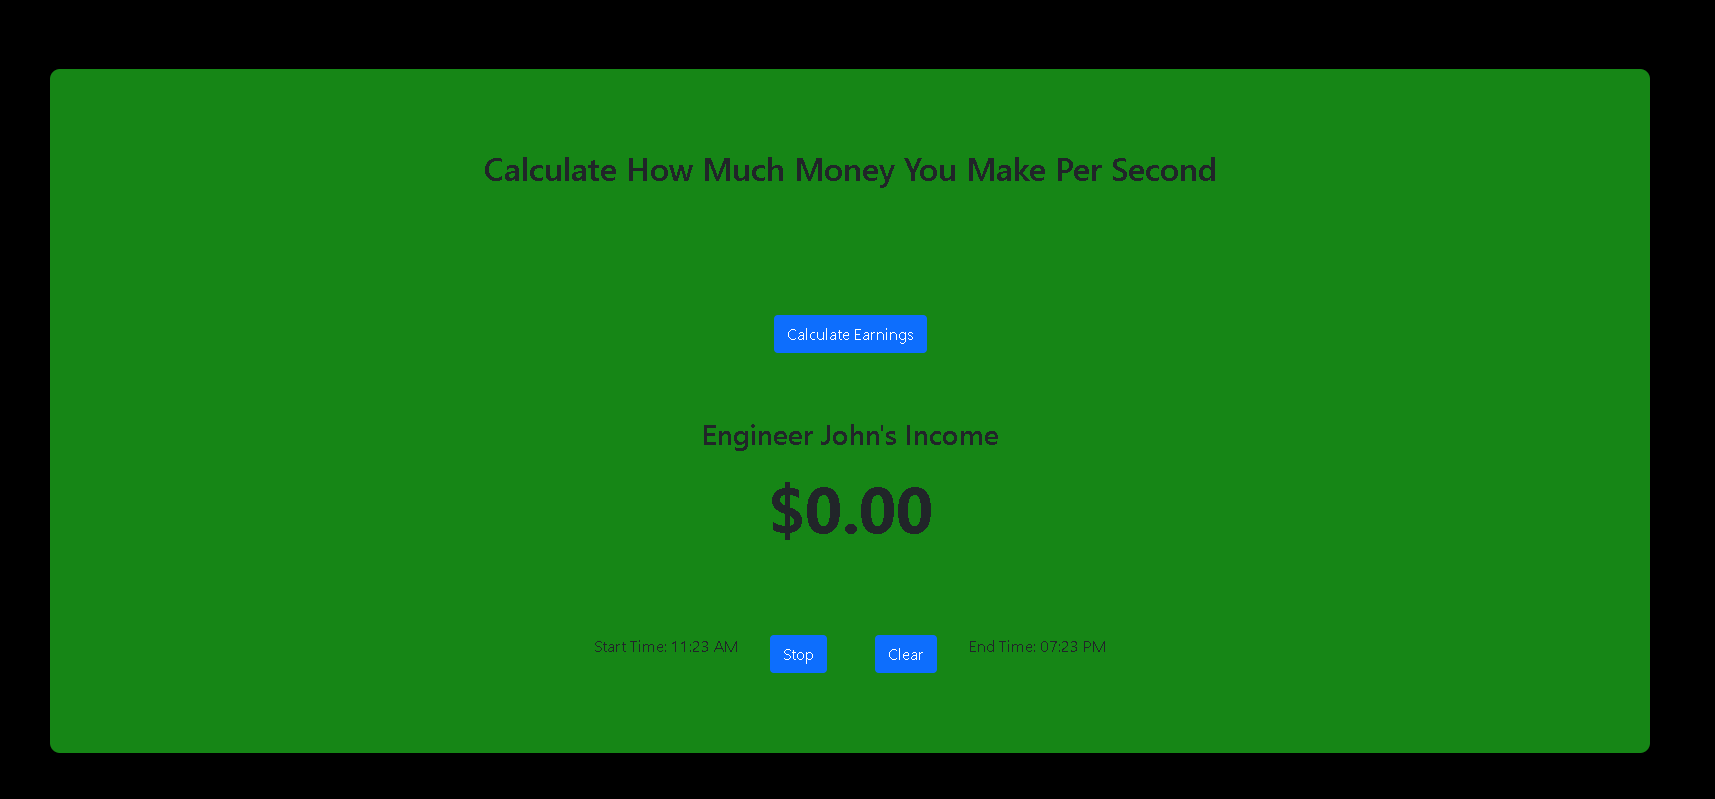 Calculate How Much Money You Make Per Second
Calculate Earnings
Engineer John's Income
$0.00
Start Time: 11:23 AM Stop Clear End Time: 07:23 PM